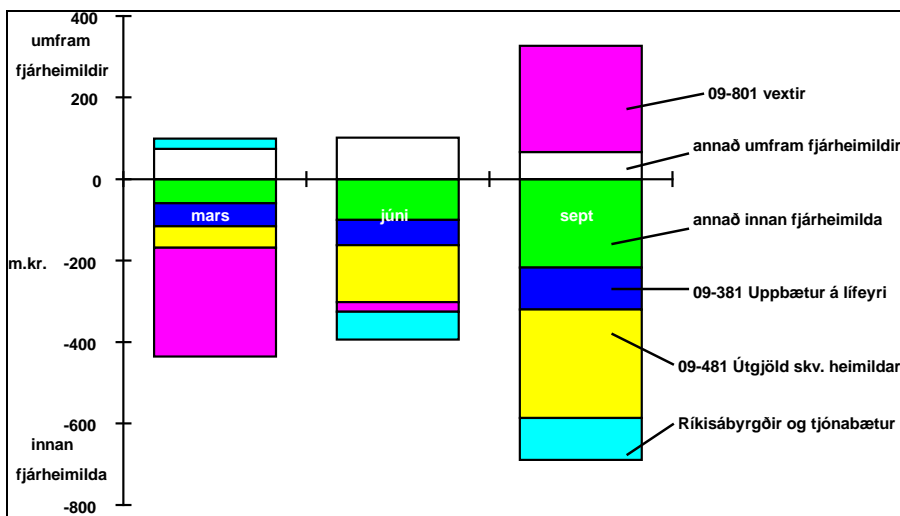 400
umfram
fjárheimildir
200
0
m.kr.
-200
-400
innan
-600
fjárheimilda
-800
mars
júní
sept
09-801 vextir
annað umfram fjárheimildir
annað innan fjárheimilda
09-381 Uppbætur á lífeyri
09-481 Útgjöld skv. heimildar
Ríkisábyrgðir og tjónabætur